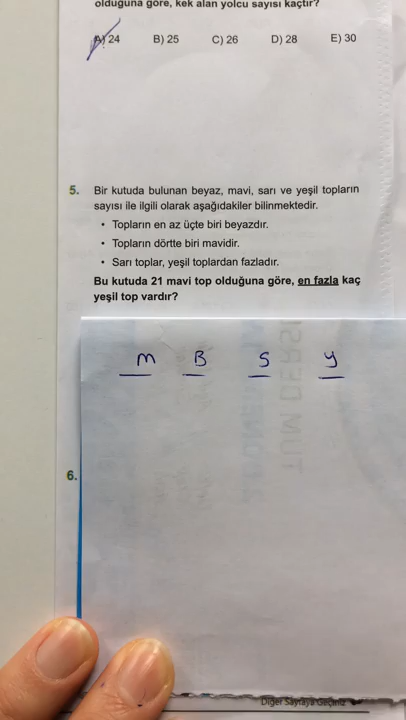 olduğuna göre, kek alan yolcu sayısı kaçtır?
A) 24 B) 25 C) 26 D) 28 E) 30
5. Bir kutuda bulunan beyaz, mavi, sarı ve yeşil topların
sayısı ile ilgili olarak aşağıdakiler bilinmektedir.
• Topların en az üçte biri beyazdır.
• Topların dörtte biri mavidir.
• Sarı toplar, yeşil toplardan fazladır.
Bu kutuda 21 mavi top olduğuna göre, en fazla kaç
yeşil top vardır?
m B S y
6.
Diğer Sayfaya Geçiniz